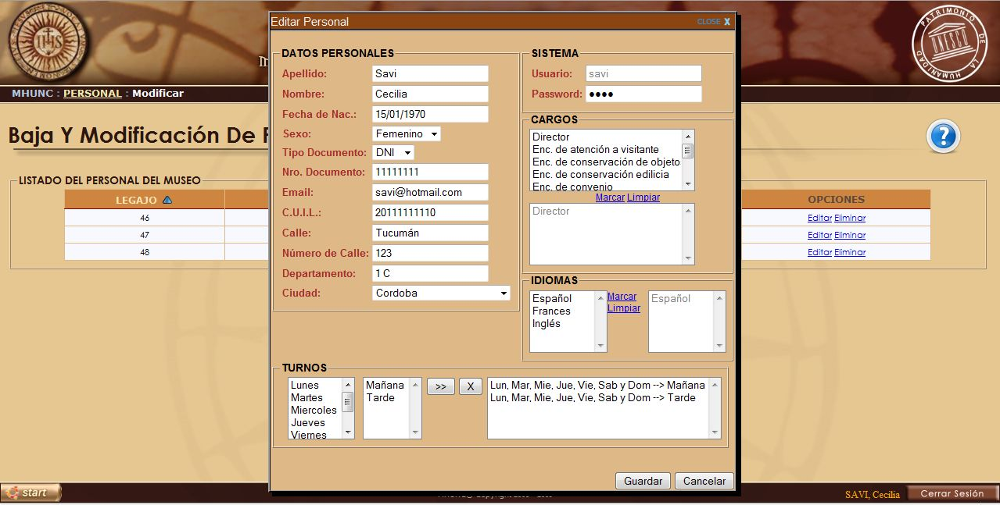 Editar Personal
CLOSE X
IHS
PATRIMONIO DE LA HUMANIDAD
UNESCO
MHUNC : PERSONAL : Modificar
Baja Y Modificación De
LISTADO DEL PERSONAL DEL MUSEO
LEGAJO
OPCIONES
46
Editar Eliminar
47
Editar Eliminar
48
Editar Eliminar
DATOS PERSONALES
Apellido: Savi
Nombre: Cecilia
Fecha de Nac.: 15/01/1970
Sexo: Femenino
Tipo Documento: DNI
Nro. Documento: 11111111
Email: savi@hotmail.com
C.U.I.L.: 20111111110
Calle: Tucumán
Número de Calle: 123
Departamento: 1 C
Ciudad: Cordoba
SISTEMA
Usuario: savi
Password: ●●●●
CARGOS
Director
Enc. de atención a visitante
Enc. de conservación de objeto
Enc. de conservación edilicia
Enc. de convenio
Marcar Limpiar
Director
IDIOMAS
Español
Frances
Inglés
Marcar
Limpiar
Español
TURNOS
Lunes
Martes
Miercoles
Jueves
Viernes
Mañana
Tarde
>>
X
Lun, Mar, Mie, Jue, Vie, Sab y Dom --> Mañana
Lun, Mar, Mie, Jue, Vie, Sab y Dom --> Tarde
Guardar
Cancelar
start
SAVI, Cecilia
Cerrar Sesión